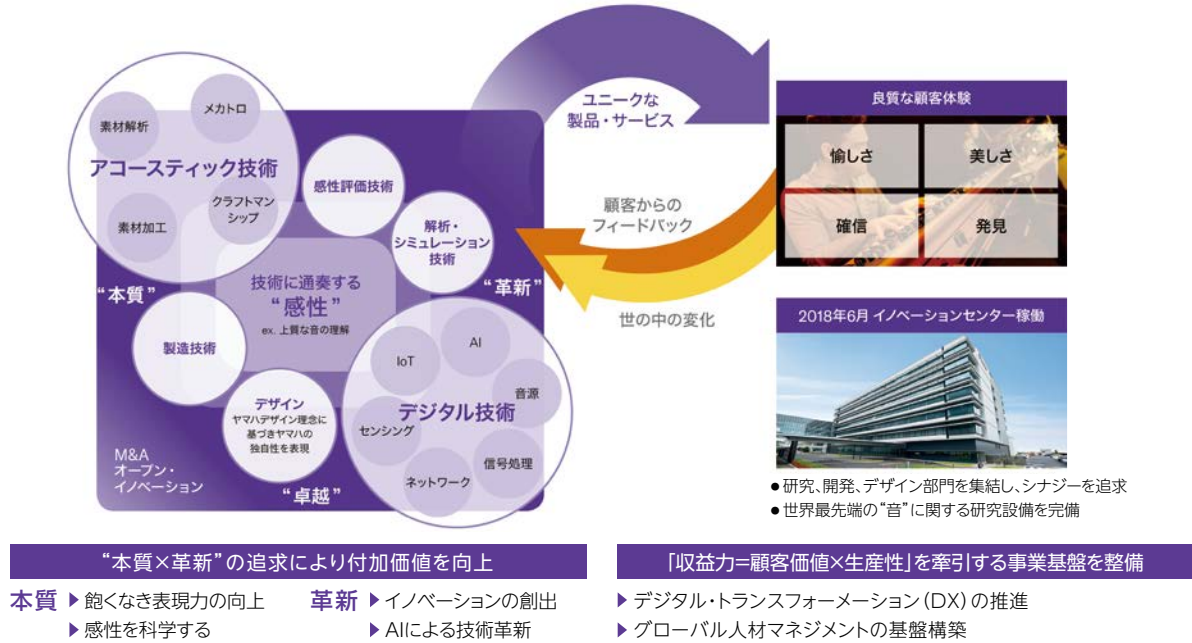 素材解析
メカトロ
アコースティック技術
素材加工
クラフトマン
シップ
感性評価技術
解析・
シミュレーション
技術
“本質”
技術に通奏する
“感性”
ex. 上質な音の理解
“革新”
製造技術
デザイン
ヤマハデザイン理念に
基づきヤマハの
独自性を表現
IoT
AI
音源
デジタル技術
センシング
信号処理
ネットワーク
M&A
オープン・
イノベーション
“卓越”
ユニークな
製品・サービス
顧客からの
フィードバック
世の中の変化
良質な顧客体験
愉しさ
美しさ
確信
発見
2018年6月 イノベーションセンター稼働
●研究、開発、デザイン部門を集結し、シナジーを追求
●世界最先端の“音”に関する研究設備を完備
“本質×革新”の追求により付加価値を向上
本質 ▶ 飽くなき表現力の向上
▶ 感性を科学する
革新 ▶ イノベーションの創出
▶ AIによる技術革新
「収益力=顧客価値×生産性」を牽引する事業基盤を整備
▶ デジタル・トランスフォーメーション(DX)の推進
▶ グローバル人材マネジメントの基盤構築